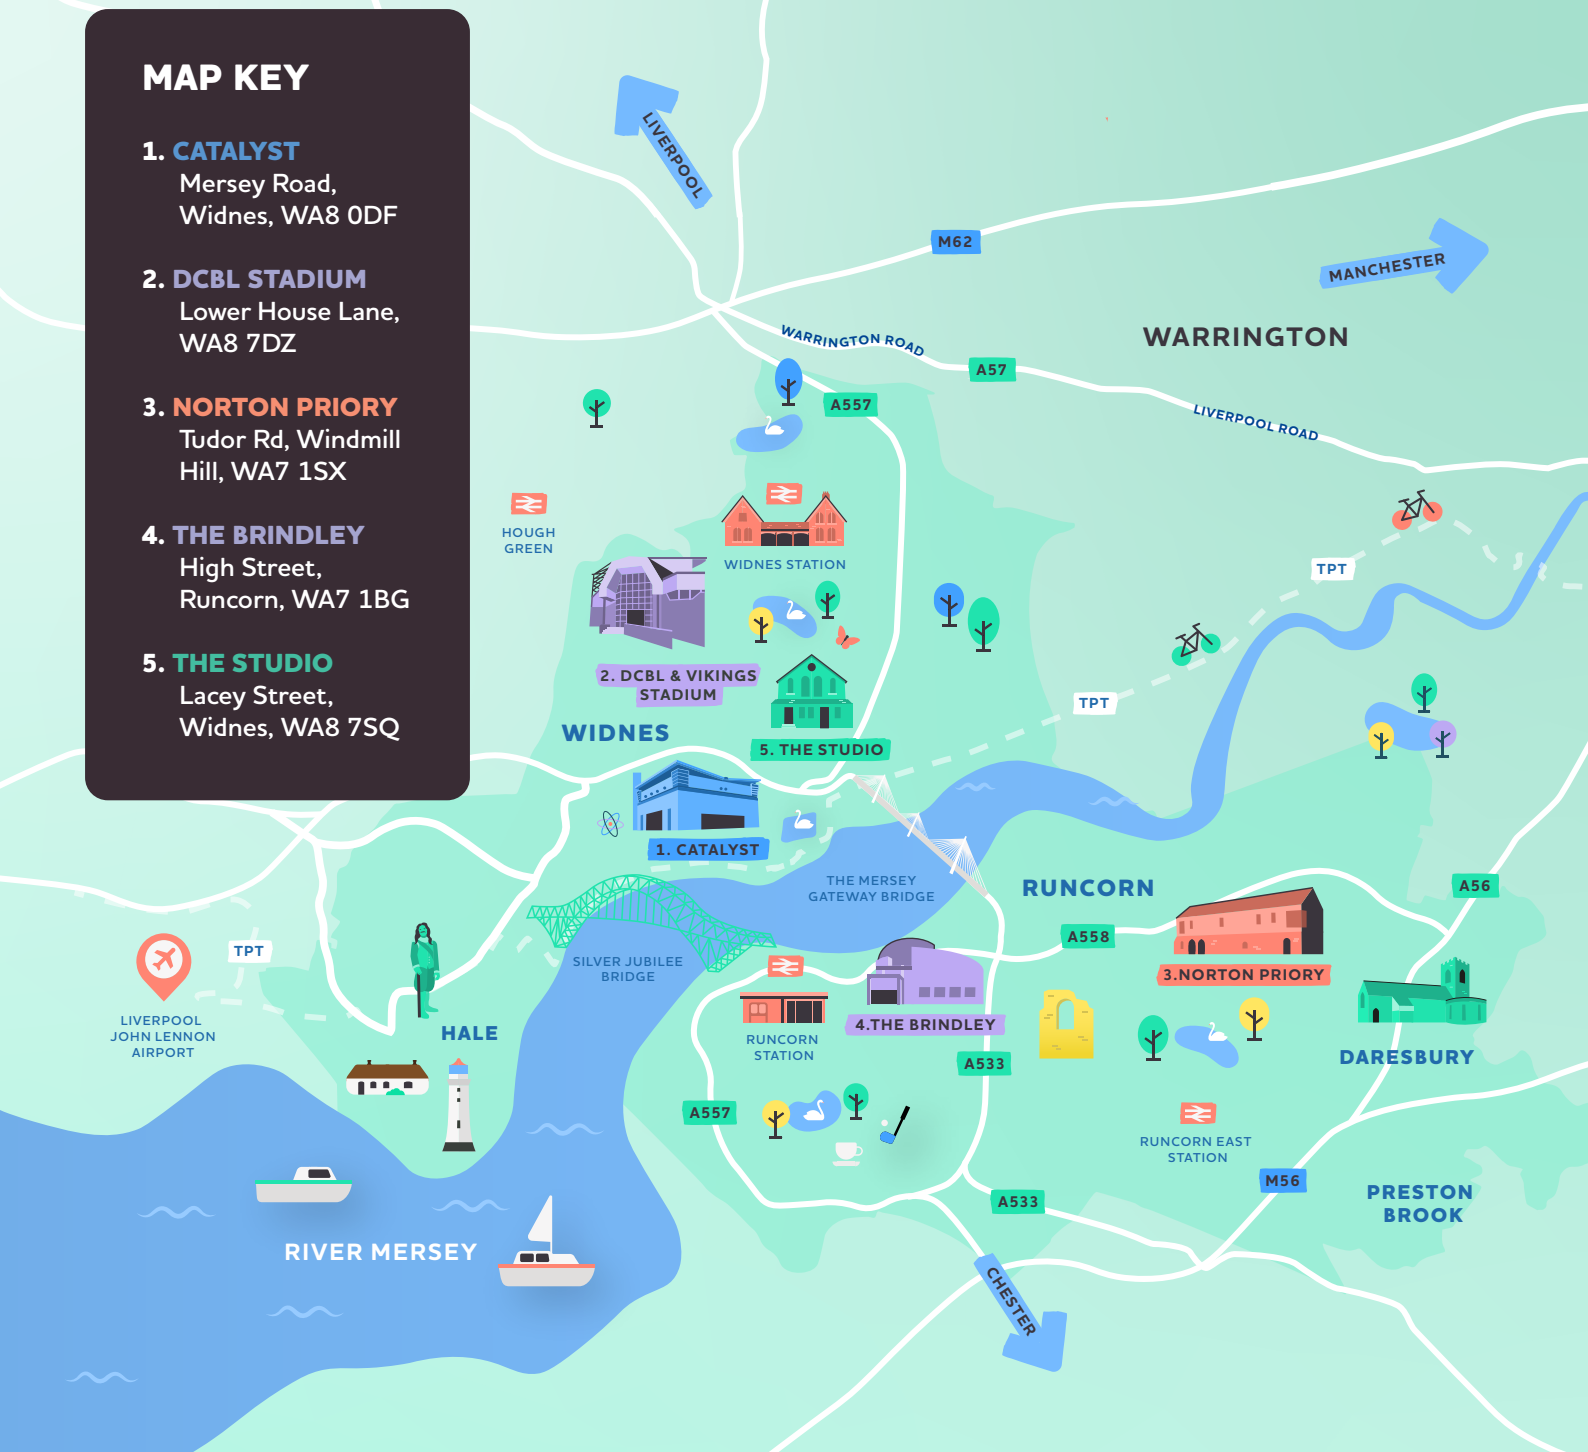 MAP KEY
1. CATALYST
Mersey Road,
Widnes, WA8 0DF
2. DCBL STADIUM
Lower House Lane,
WA8 7DZ
3. NORTON PRIORY
Tudor Rd, Windmill
Hill, WA7 1SX
4. THE BRINDLEY
High Street,
Runcorn, WA7 1BG
5. THE STUDIO
Lacey Street,
Widnes, WA8 7SQ
LIVERPOOL
M62
MANCHESTER
WARRINGTON
WARRINGTON ROAD
A57
A557
LIVERPOOL ROAD
HOUGH
GREEN
WIDNES STATION
TPT
2. DCBL & VIKINGS
STADIUM
TPT
WIDNES
5. THE STUDIO
1. CATALYST
THE MERSEY
GATEWAY BRIDGE
RUNCORN
A56
A558
TPT
SILVER JUBILEE
BRIDGE
3.NORTON PRIORY
LIVERPOOL
JOHN LENNON
AIRPORT
HALE
4.THE BRINDLEY
RUNCORN
STATION
DARESBURY
A533
A557
RUNCORN EAST
STATION
M56
PRESTON
BROOK
A533
RIVER MERSEY
CHESTER